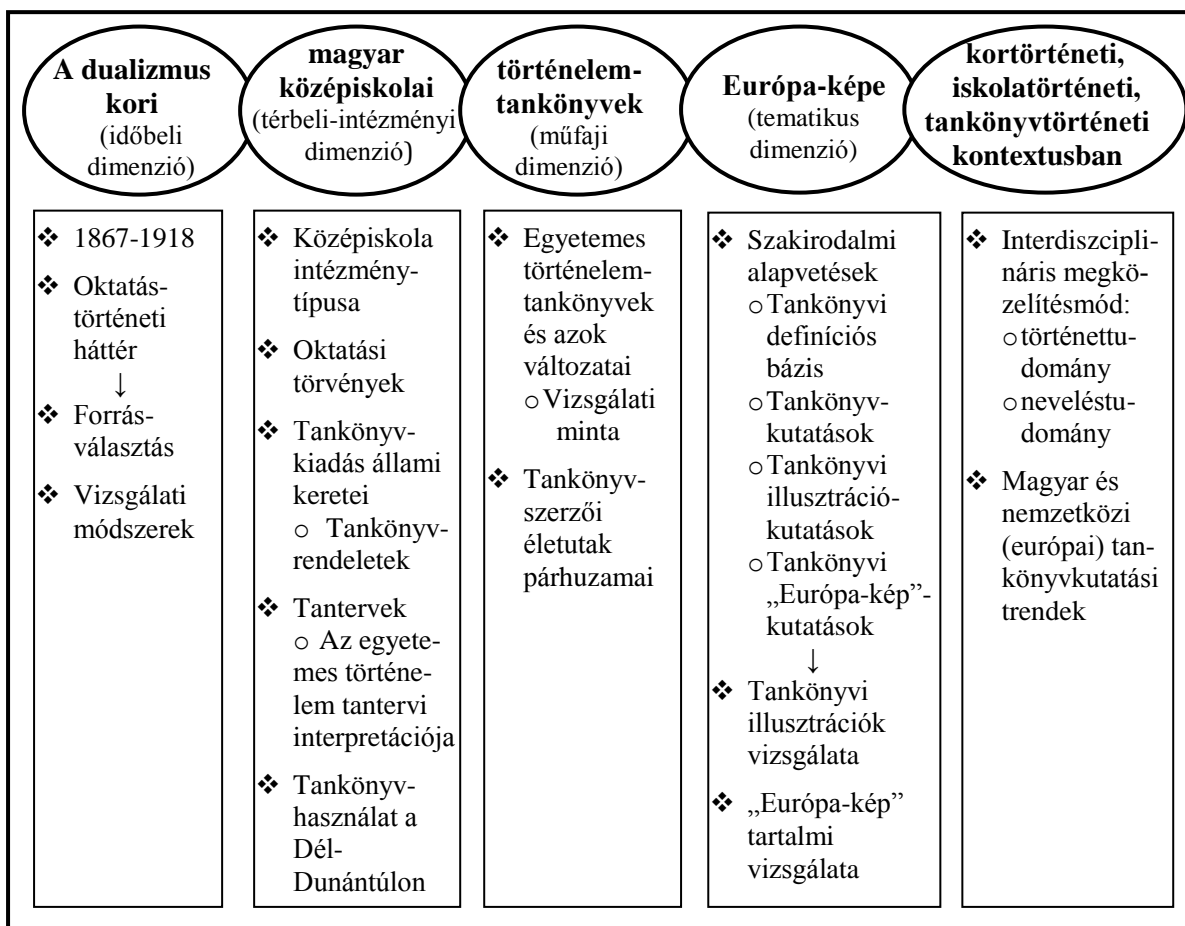 A dualizmus
kori
(időbeli
dimenzió)
magyar
középiskolai
(térbeli-intézményi
dimenzió)
történelem-
tankönyvek
(műfaji
dimenzió)
Európa-képe
(tematikus
dimenzió)
kortörténeti,
iskolatörténeti,
tankönyvtörténeti
kontextusban
❖ 1867-1918
❖ Oktatás-
történeti
háttér
↓
❖ Forrás-
választás
❖ Vizsgálati
módszerek
❖ Középiskola
intézmény-
típusa
❖ Oktatási
törvények
❖ Tankönyv-
kiadás állami
keretei
o Tankönyv-
rendeletek
❖ Tantervek
o Az egyete-
mes történe-
lem tantervi
interpretációja
❖ Tankönyv-
használat a
Dél-
Dunántúlon
❖ Egyetemes
történelem-
tankönyvek
és azok
változatai
o Vizsgálati
minta
❖ Tankönyv-
szerzői
életutak
párhuzamai
❖ Szakirodalmi
alapvetések
o Tankönyvi
definíciós
bázis
o Tankönyv-
kutatások
o Tankönyvi
illusztráció-
kutatások
o Tankönyvi
„Európa-kép”-
kutatások
↓
❖ Tankönyvi
illusztrációk
vizsgálata
❖ „Európa-kép”
tartalmi
vizsgálata
❖ Interdiszcipli-
náris megkö-
zelítésmód:
o történettu-
domány
o neveléstu-
domány
❖ Magyar és
nemzetközi
(európai) tan-
könyvkutatási
trendek